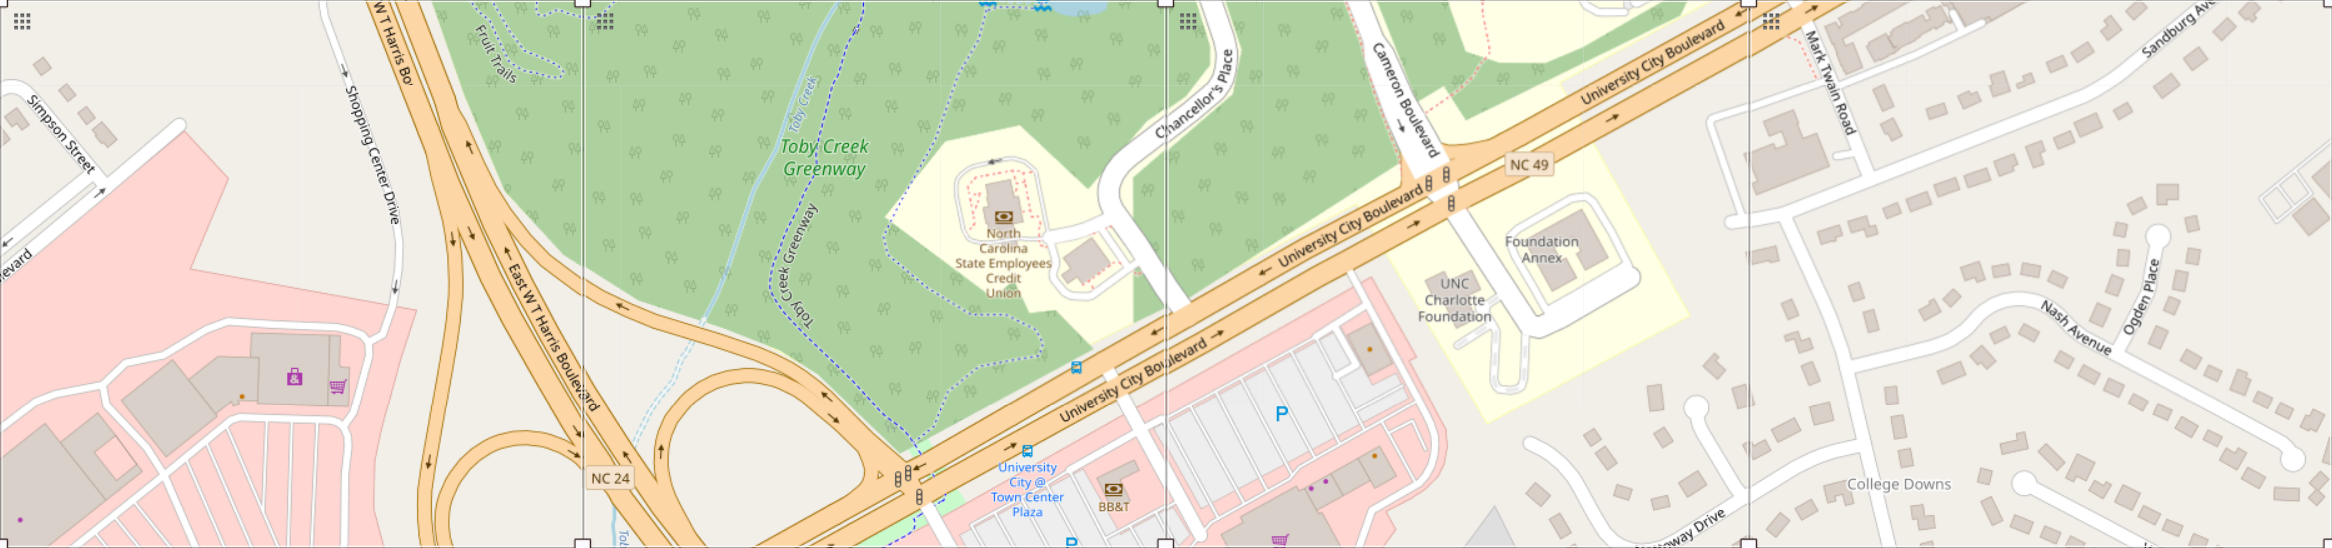 W T Harris Bo'
Fruit Trails
Shopping Center Drive
Simpson Street
evard
East W T Harris Boulevard
NC 24
Toby Creek
Toby Creek
Greenway
Toby Creek Greenway
North
Carolina
State Employees
Credit
Union
Chancellor's Place
University City Boulevard
University
City @
Town Center
Plaza
BB&T
P
P
Cameron Boulevard
University City Boulevard
University City Boulevard
NC 49
Foundation
Annex
UNC
Charlotte
Foundation
Mark Twain Road
Sandburg Ave
Nash Avenue
Ogden Place
College Downs
way Drive